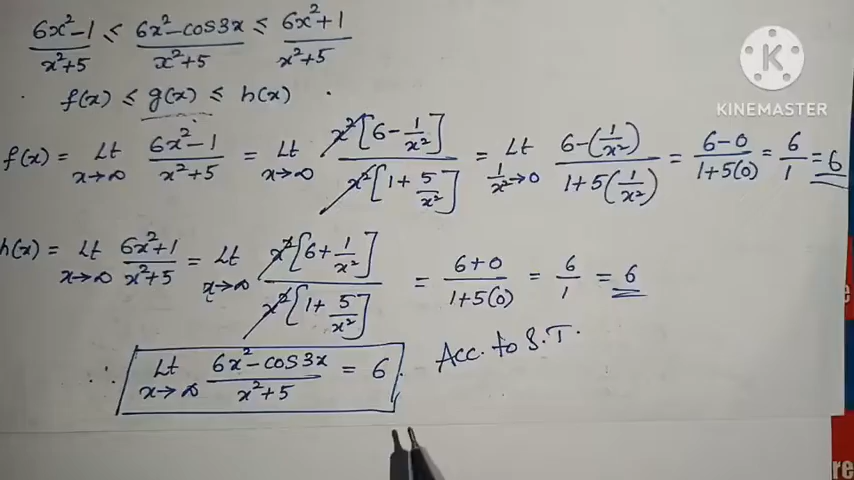 (6x²-1)/(x²+5) ≤ (6x²-cos3x)/(x²+5) ≤ (6x²+1)/(x²+5)
f(x) ≤ g(x) ≤ h(x)
f(x) = Lt x→∞ (6x²-1)/(x²+5) = Lt x→∞ x²[6-1/x²]/x²[1+5/x²] = Lt 1/x²→0 (6-(1/x²))/(1+5(1/x²)) = (6-0)/(1+5(0)) = 6/1 = 6
h(x) = Lt x→∞ (6x²+1)/(x²+5) = Lt x→∞ x²[6+1/x²]/x²[1+5/x²] = (6+0)/(1+5(0)) = 6/1 = 6
∴ Lt x→∞ (6x²-cos3x)/(x²+5) = 6. Acc. to S.T.
K
KINEMASTER
re